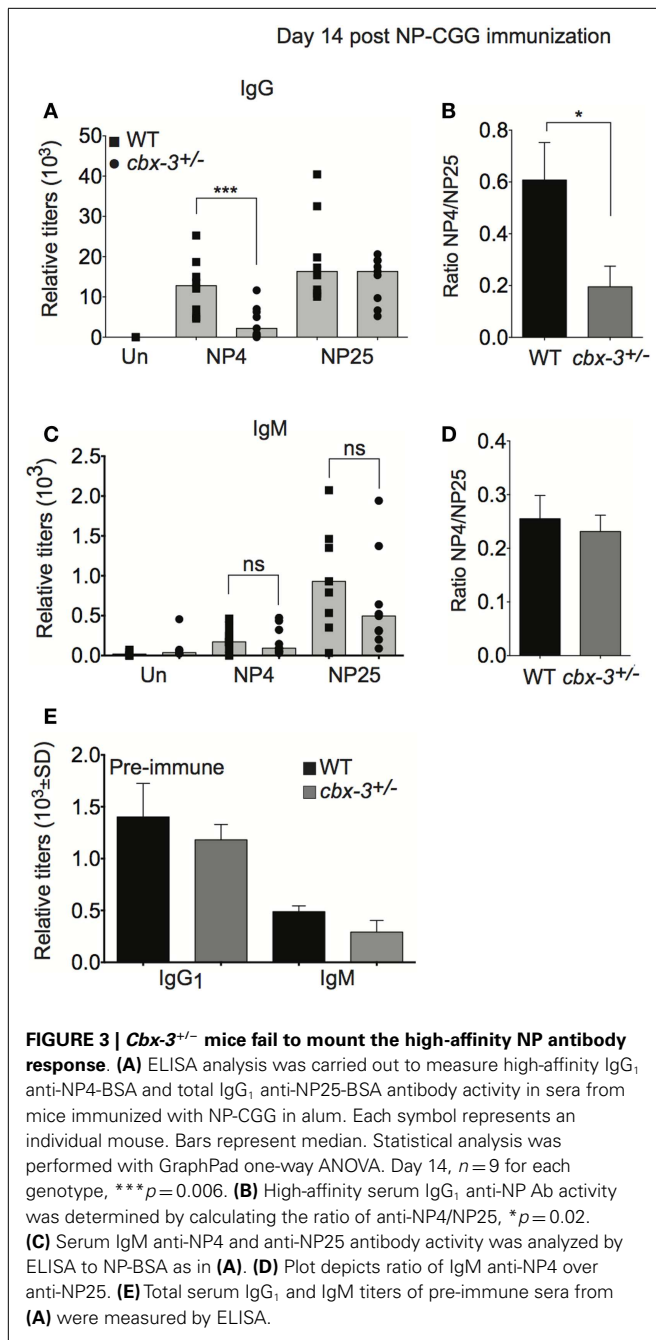 Day 14 post NP-CGG immunization
IgG
A
WT
cbx-3+/-
***
Relative titers (10³)
50
40
30
20
10
0
Un NP4 NP25
B
*
Ratio NP4/NP25
0.8
0.6
0.4
0.2
0.0
WT cbx-3+/-
C
IgM
ns
ns
Relative titers (10³)
2.5
2.0
1.5
1.0
0.5
0.0
Un NP4 NP25
D
Ratio NP4/NP25
0.4
0.3
0.2
0.1
0.0
WT cbx-3+/-
E
Pre-immune
WT
cbx-3+/-
Relative titers (10³±SD)
2.0
1.5
1.0
0.5
0.0
IgG₁ IgM
FIGURE 3 | Cbx-3+/− mice fail to mount the high-affinity NP antibody
response. (A) ELISA analysis was carried out to measure high-affinity IgG₁
anti-NP4-BSA and total IgG₁ anti-NP25-BSA antibody activity in sera from
mice immunized with NP-CGG in alum. Each symbol represents an
individual mouse. Bars represent median. Statistical analysis was
performed with GraphPad one-way ANOVA. Day 14, n = 9 for each
genotype, ***p = 0.006. (B) High-affinity serum IgG₁ anti-NP Ab activity
was determined by calculating the ratio of anti-NP4/NP25, *p = 0.02.
(C) Serum IgM anti-NP4 and anti-NP25 antibody activity was analyzed by
ELISA to NP-BSA as in (A). (D) Plot depicts ratio of IgM anti-NP4 over
anti-NP25. (E) Total serum IgG₁ and IgM titers of pre-immune sera from
(A) were measured by ELISA.